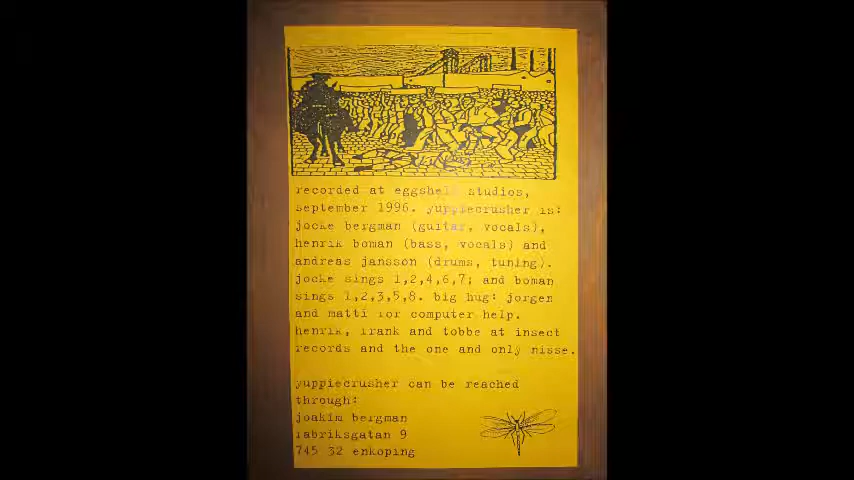 recorded at eggshell studios,
september 1996. yuppiecrusher is:
jocke bergman (guitar, vocals),
henrik boman (bass, vocals) and
andreas jansson (drums, tuning).
jocke sings 1,2,4,6,7; and boman
sings 1,2,3,5,8. big hug: jorgen
and matti for computer help.
henrik, frank and tobbe at insect
records and the one and only nisse.
yuppiecrusher can be reached
through:
joakim bergman
fabriksgatan 9
745 32 enkoping